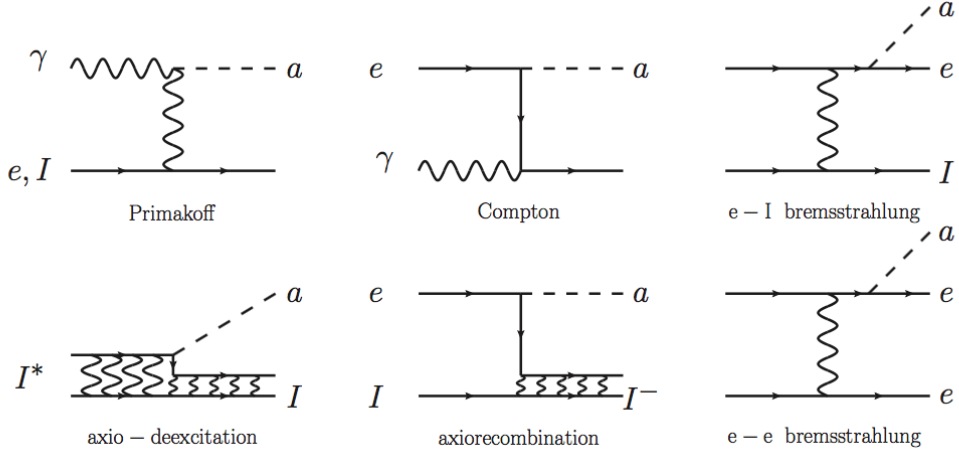 γ a
e, I
Primakoff
e a
γ
Compton
a
e
I
e − I bremsstrahlung
a
I* I
axio − deexcitation
e a
I I−
axiorecombination
a
e
e
e − e bremsstrahlung